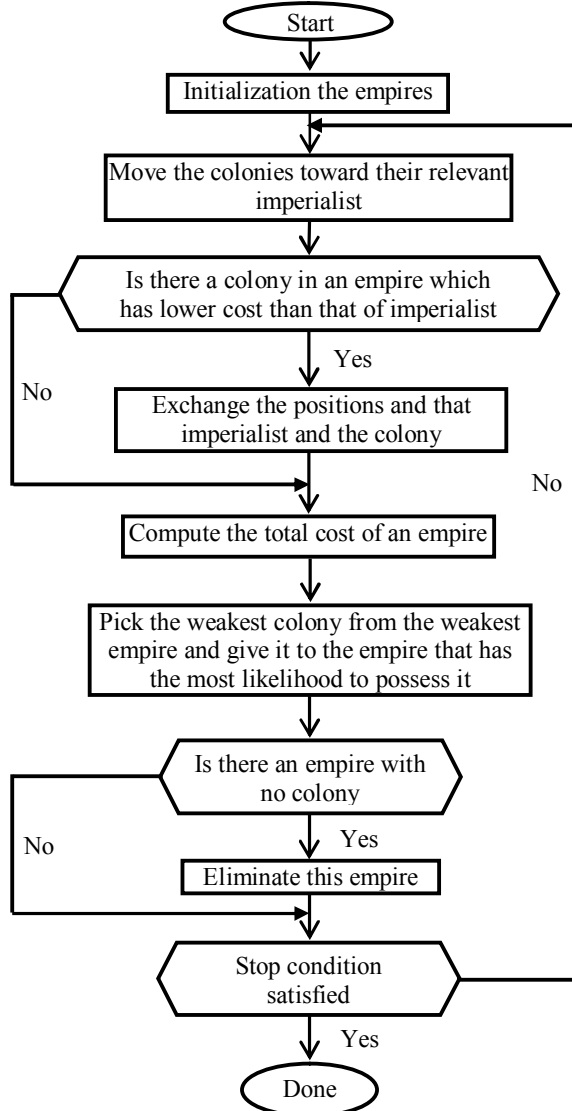 Start
Initialization the empires
Move the colonies toward their relevant
imperialist
Is there a colony in an empire which
has lower cost than that of imperialist
Yes
No
Exchange the positions and that
imperialist and the colony
No
Compute the total cost of an empire
Pick the weakest colony from the weakest
empire and give it to the empire that has
the most likelihood to possess it
Is there an empire with
no colony
Yes
No
Eliminate this empire
Stop condition
satisfied
Yes
Done